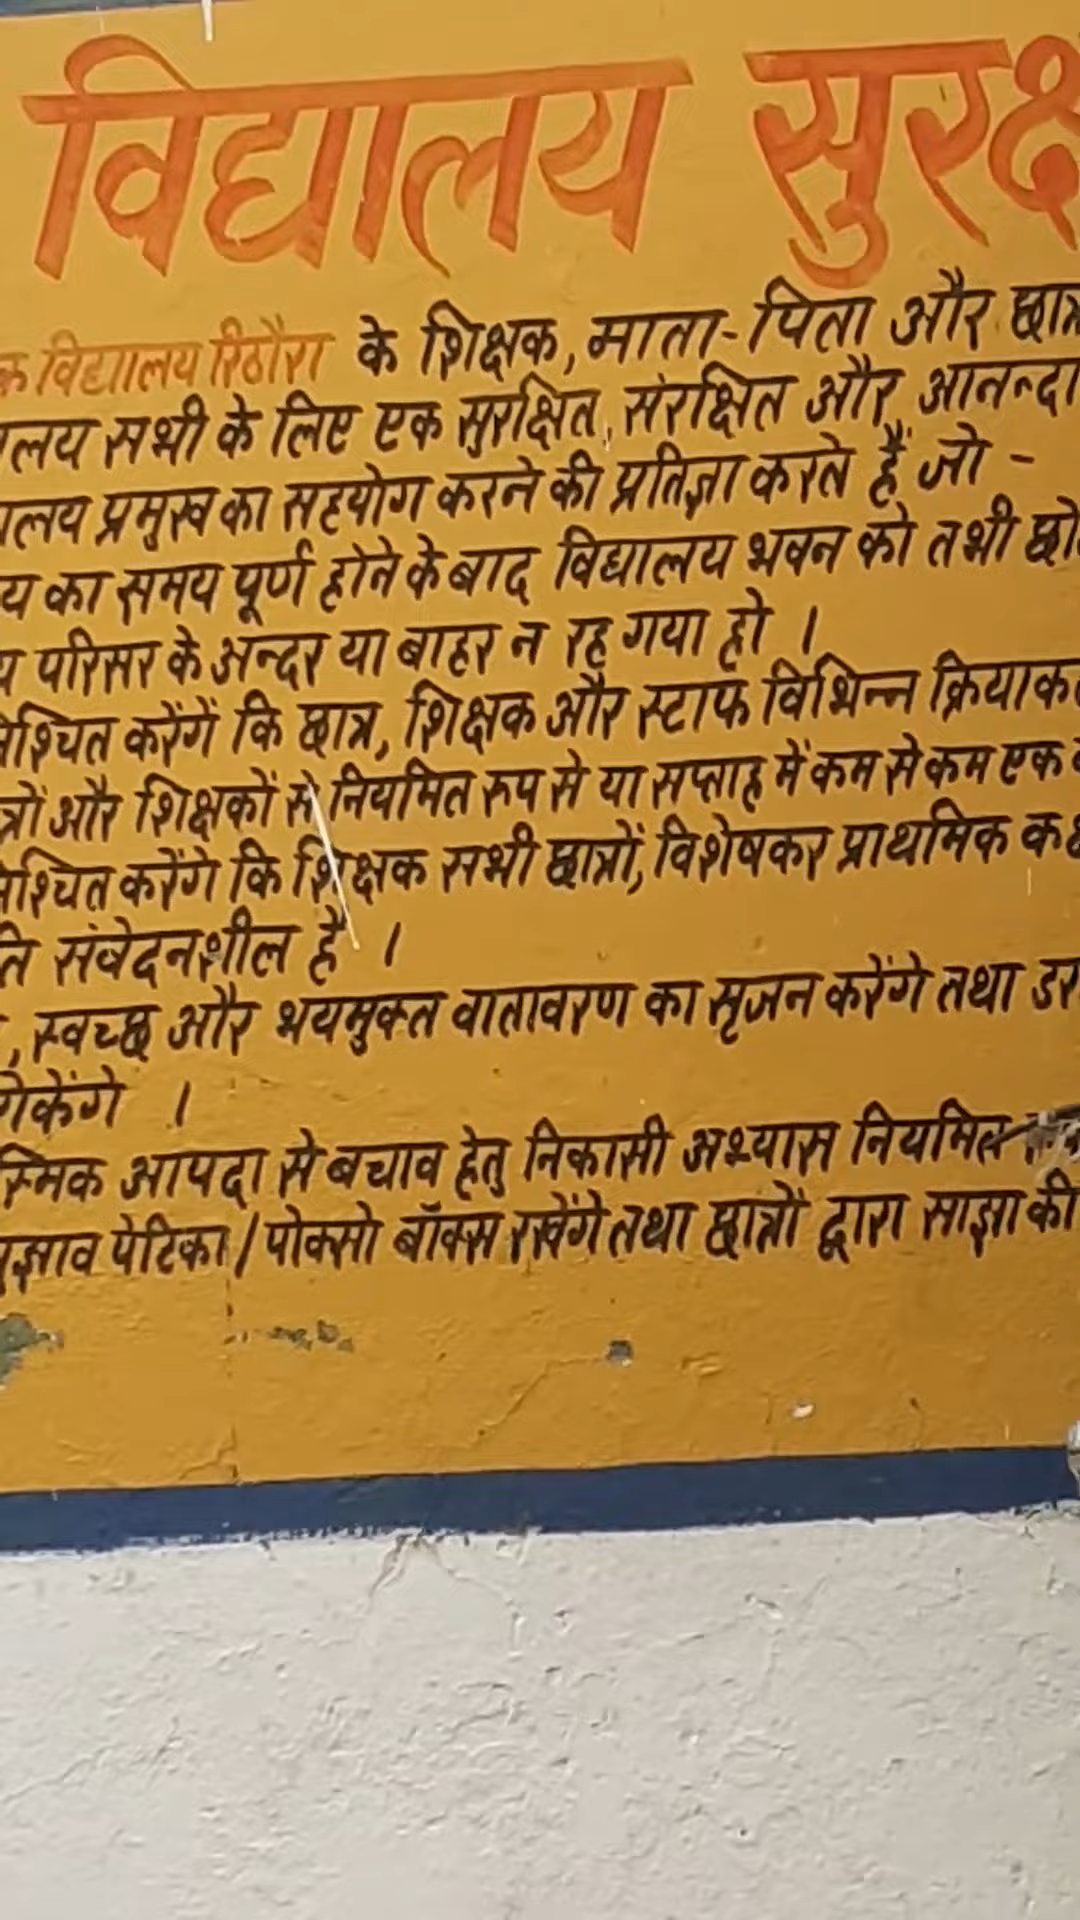 विद्यालय सुरक्ष
क विद्यालय रिठौरा के शिक्षक, माता-पिता और छात्र
लय सभी के लिए एक सुरक्षित, संरक्षित और आनन्दा
ालय प्रमुख का सहयोग करने की प्रतिज्ञा करते हैं जो -
य का समय पूर्ण होने के बाद विद्यालय भवन को तभी छो
य परिसर के अन्दर या बाहर न रह गया हो ।
श्चित करेंगें कि छात्र, शिक्षक और स्टाफ विभिन्न क्रियाक
त्रों और शिक्षकों से नियमित रुप से या सप्ताह में कम से कम एक
श्चित करेंगे कि शिक्षक सभी छात्रों, विशेषकर प्राथमिक कक्ष
ति संवेदनशील है ।
, स्वच्छ और भयमुक्त वातावरण का सृजन करेंगे तथा डर
ोकेंगे ।
स्मिक आपदा से बचाव हेतु निकासी अभ्यास नियमित
ुझाव पेटिका / पोक्सो बॉक्स रखेंगे तथा छात्रों द्वारा साझा की